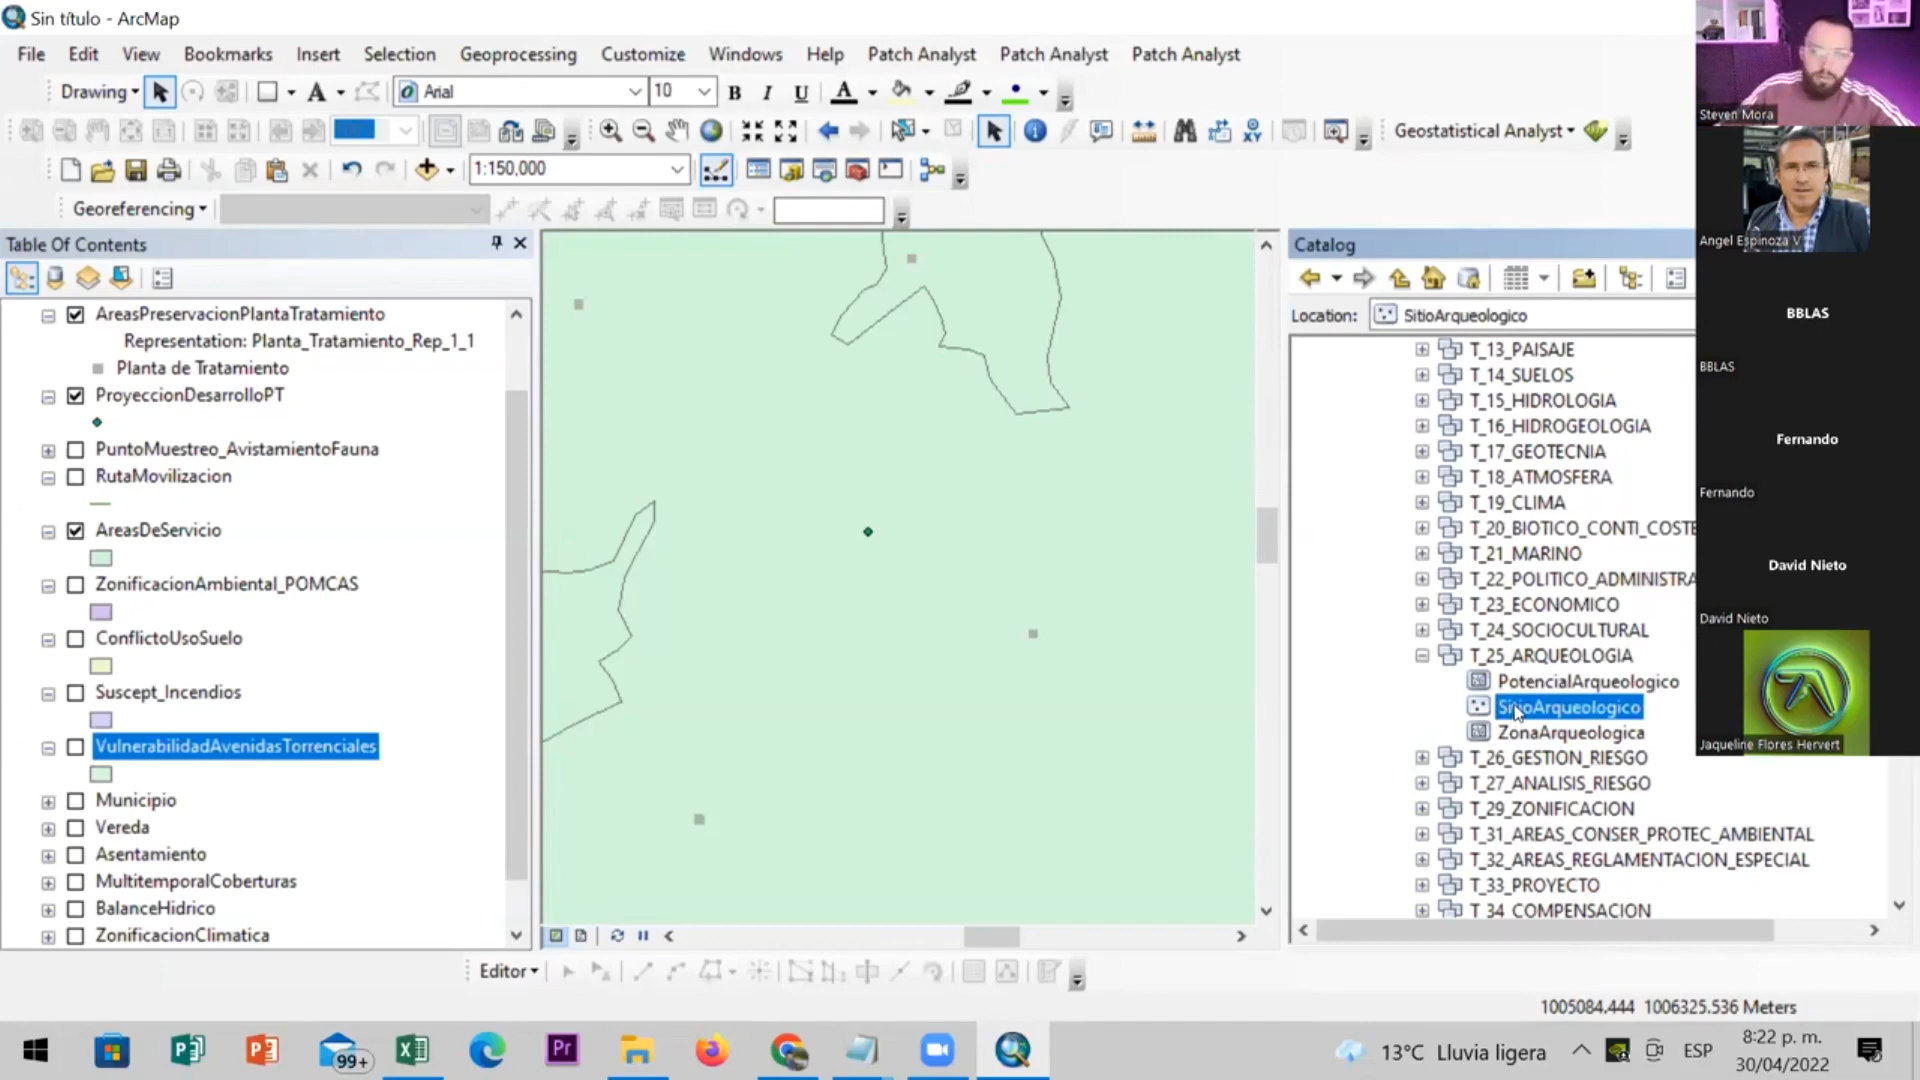 Sin título - ArcMap
File Edit View Bookmarks Insert Selection Geoprocessing Customize Windows Help Patch Analyst Patch Analyst Patch Analyst
Drawing Arial 10 B I U
Geostatistical Analyst
1:150,000
Georeferencing
Table Of Contents
AreasPreservacionPlantaTratamiento
Representation: Planta_Tratamiento_Rep_1_1
Planta de Tratamiento
ProyeccionDesarrolloPT
PuntoMuestreo_AvistamientoFauna
RutaMovilizacion
AreasDeServicio
ZonificacionAmbiental_POMCAS
ConflictoUsoSuelo
Suscept_Incendios
VulnerabilidadAvenidasTorrenciales
Municipio
Vereda
Asentamiento
MultitemporalCoberturas
BalanceHidrico
ZonificacionClimatica
Catalog
Location: SitioArqueologico
T_13_PAISAJE
T_14_SUELOS
T_15_HIDROLOGIA
T_16_HIDROGEOLOGIA
T_17_GEOTECNIA
T_18_ATMOSFERA
T_19_CLIMA
T_20_BIOTICO_CONTI_COSTE
T_21_MARINO
T_22_POLITICO_ADMINISTRA
T_23_ECONOMICO
T_24_SOCIOCULTURAL
T_25_ARQUEOLOGIA
PotencialArqueologico
SitioArqueologico
ZonaArqueologica
T_26_GESTION_RIESGO
T_27_ANALISIS_RIESGO
T_29_ZONIFICACION
T_31_AREAS_CONSER_PROTEC_AMBIENTAL
T_32_AREAS_REGLAMENTACION_ESPECIAL
T_33_PROYECTO
T_34_COMPENSACION
Steven Mora
Angel Espinoza V
BBLAS
BBLAS
Fernando
Fernando
David Nieto
David Nieto
Jaqueline Flores Hervert
Editor
1005084.444 1006325.536 Meters
99+
Pr
13°C Lluvia ligera
ESP
8:22 p. m.
30/04/2022